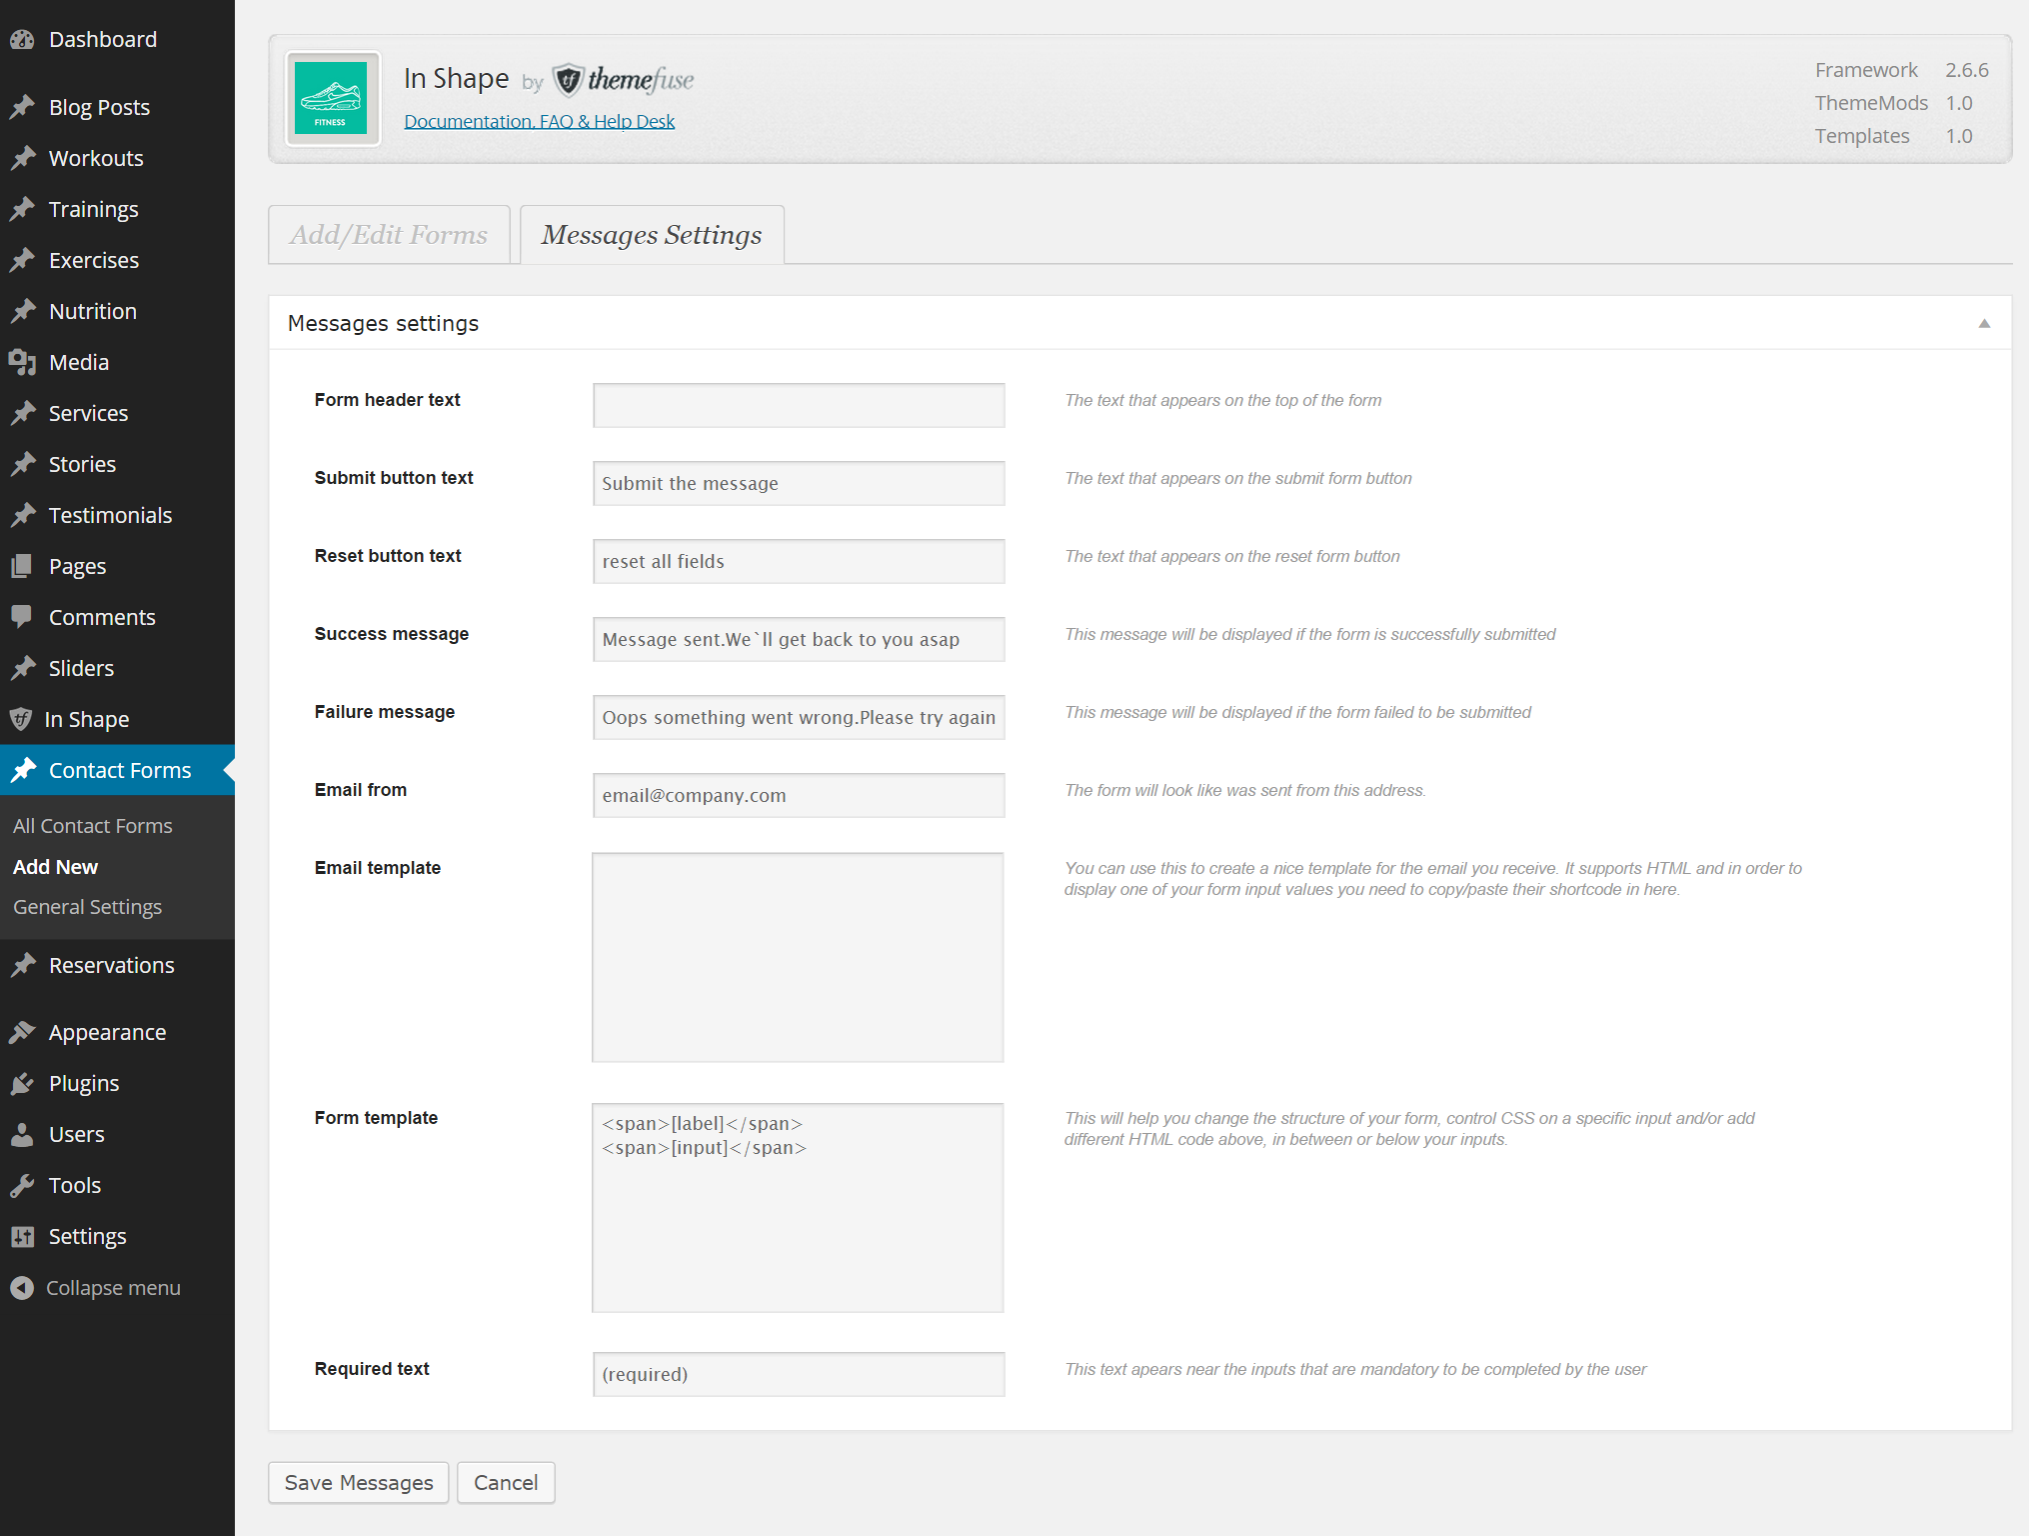 Dashboard
Blog Posts
Workouts
Trainings
Exercises
Nutrition
Media
Services
Stories
Testimonials
Pages
Comments
Sliders
In Shape
Contact Forms
All Contact Forms
Add New
General Settings
Reservations
Appearance
Plugins
Users
Tools
Settings
Collapse menu
FITNESS
In Shape by tf themefuse
Documentation, FAQ & Help Desk
Framework 2.6.6
ThemeMods 1.0
Templates 1.0
Add/Edit Forms Messages Settings
Messages settings
Form header text The text that appears on the top of the form
Submit button text Submit the message The text that appears on the submit form button
Reset button text reset all fields The text that appears on the reset form button
Success message Message sent.We`ll get back to you asap This message will be displayed if the form is successfully submitted
Failure message Oops something went wrong.Please try again This message will be displayed if the form failed to be submitted
Email from email@company.com The form will look like was sent from this address.
Email template You can use this to create a nice template for the email you receive. It supports HTML and in order to
display one of your form input values you need to copy/paste their shortcode in here.
Form template <span>[label]</span> This will help you change the structure of your form, control CSS on a specific input and/or add
<span>[input]</span> different HTML code above, in between or below your inputs.
Required text (required) This text apears near the inputs that are mandatory to be completed by the user
Save Messages Cancel